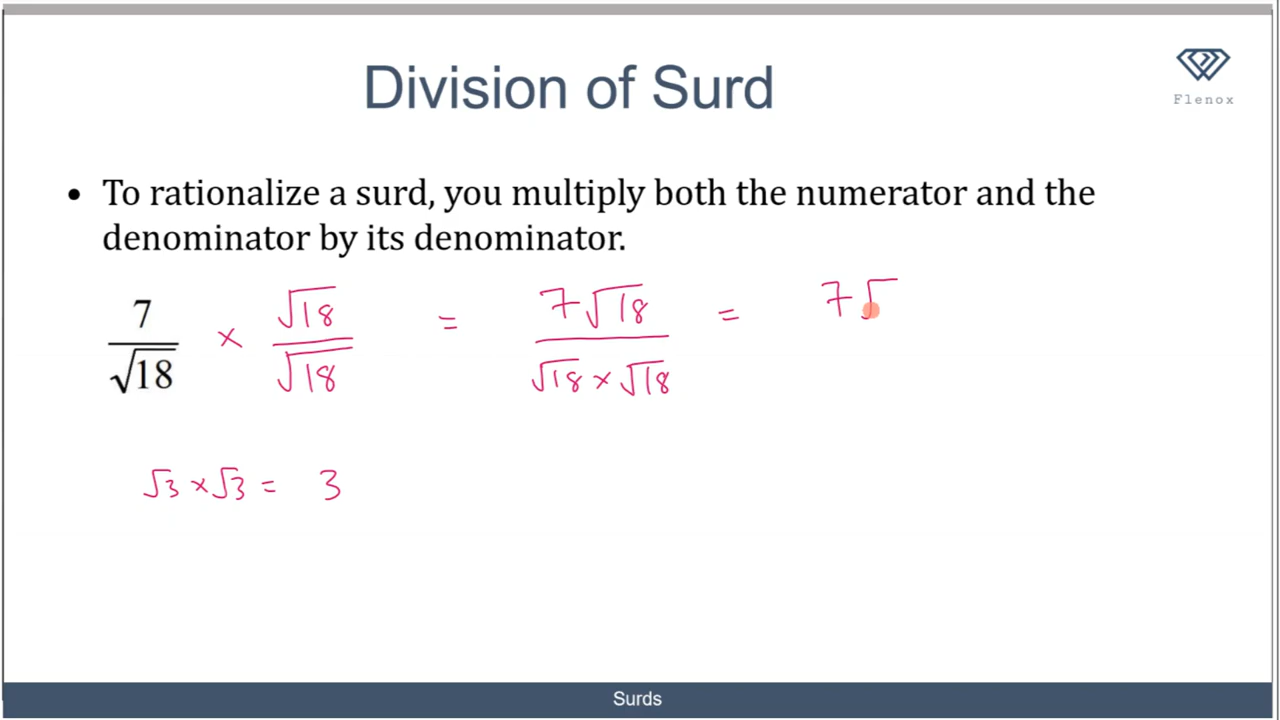 Division of Surd
Flenox
• To rationalize a surd, you multiply both the numerator and the
denominator by its denominator.
7/√18 × √18/√18 = 7√18/(√18 × √18) = 7√
√3 × √3 = 3
Surds